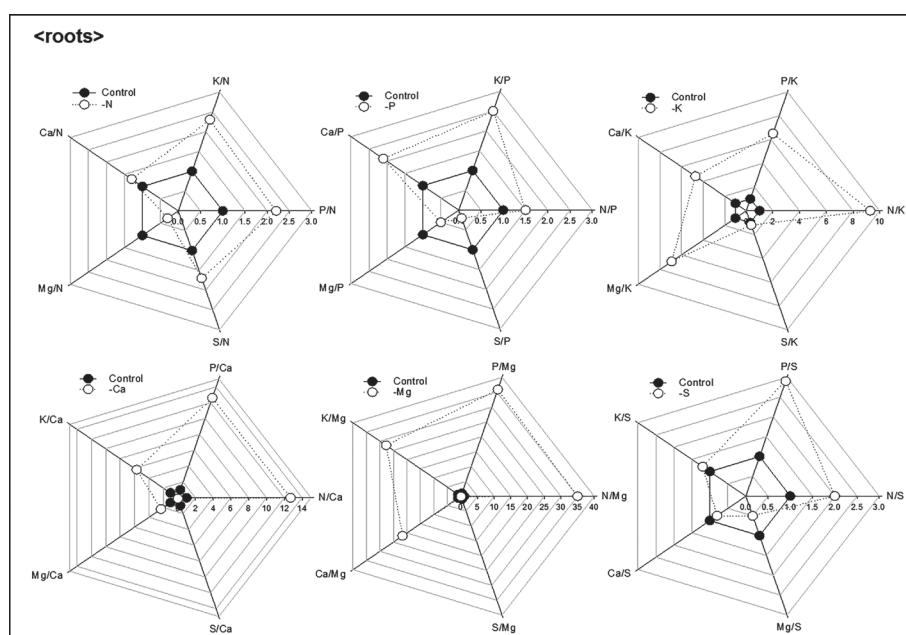 <roots>
K/N
Control
-N
Ca/N
P/N
0.0 0.5 1.0 1.5 2.0 2.5 3.0
Mg/N
S/N
K/P
Control
-P
Ca/P
N/P
0.0 0.5 1.0 1.5 2.0 2.5 3.0
Mg/P
S/P
P/K
Control
-K
Ca/K
N/K
2 4 6 8 10
Mg/K
S/K
P/Ca
Control
-Ca
K/Ca
N/Ca
2 4 6 8 10 12 14
Mg/Ca
S/Ca
P/Mg
Control
-Mg
K/Mg
N/Mg
0 5 10 15 20 25 30 35 40
Ca/Mg
S/Mg
P/S
Control
-S
K/S
N/S
0.0 0.5 1.0 1.5 2.0 2.5 3.0
Ca/S
Mg/S